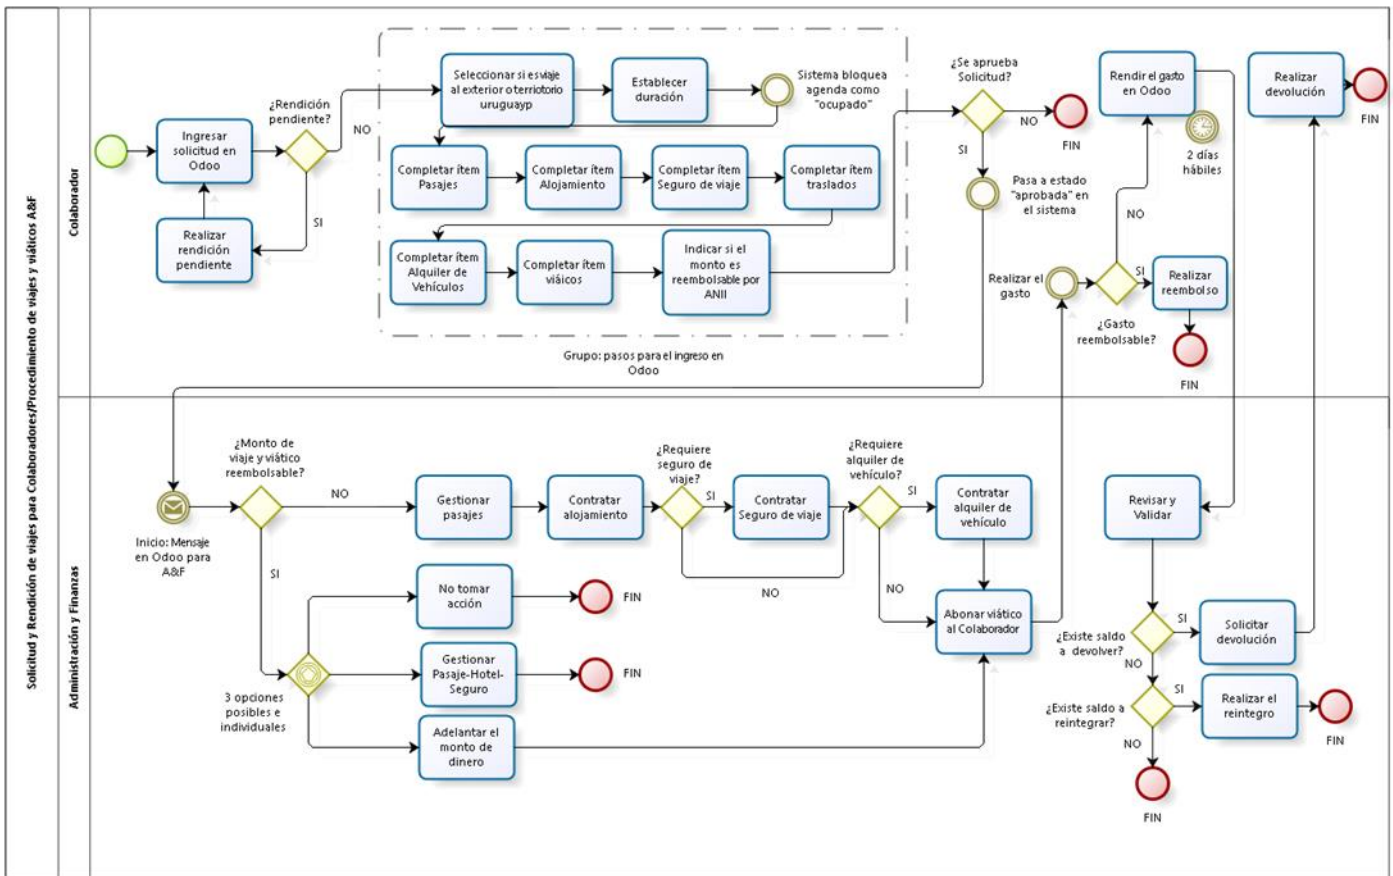 Solicitud y Rendición de viajes para Colaboradores/Procedimiento de viajes y viáticos A&F
Colaborador
¿Rendición
pendiente?
Ingresar
solicitud en
Odoo
NO
SI
Realizar
rendición
pendiente
Seleccionar si es viaje
al exterior o terriotorio
uruguayp
Establecer
duración
Sistema bloquea
agenda como
"ocupado"
Completar ítem
Pasajes
Completar ítem
Alojamiento
Completar ítem
Seguro de viaje
Completar ítem
traslados
Completar ítem
Alquiler de
Vehículos
Completar ítem
viáicos
Indicar si el
monto es
reembolsable por
ANII
Grupo: pasos para el ingreso en
Odoo
¿Se aprueba
Solicitud?
NO
FIN
SI
Pasa a estado
"aprobada" en
el sistema
Realizar el
gasto
Rendir el gasto
en Odoo
2 días
hábiles
NO
SI
Realizar
reembolso
¿Gasto
reembolsable?
FIN
Realizar
devolución
FIN
Administración y Finanzas
Inicio: Mensaje
en Odoo para
A&F
¿Monto de
viaje y viático
reembolsable?
NO
SI
Gestionar
pasajes
Contratar
alojamiento
¿Requiere
seguro de
viaje?
SI
NO
Contratar
Seguro de viaje
¿Requiere
alquiler de
vehículo?
SI
NO
Contratar
alquiler de
vehículo
Abonar viático
al Colaborador
3 opciones
posibles e
individuales
No tomar
acción
FIN
Gestionar
Pasaje-Hotel-
Seguro
FIN
Adelantar el
monto de
dinero
Revisar y
Validar
¿Existe saldo
a devolver?
SI
NO
Solicitar
devolución
¿Existe saldo a
reintegrar?
SI
NO
Realizar el
reintegro
FIN
FIN